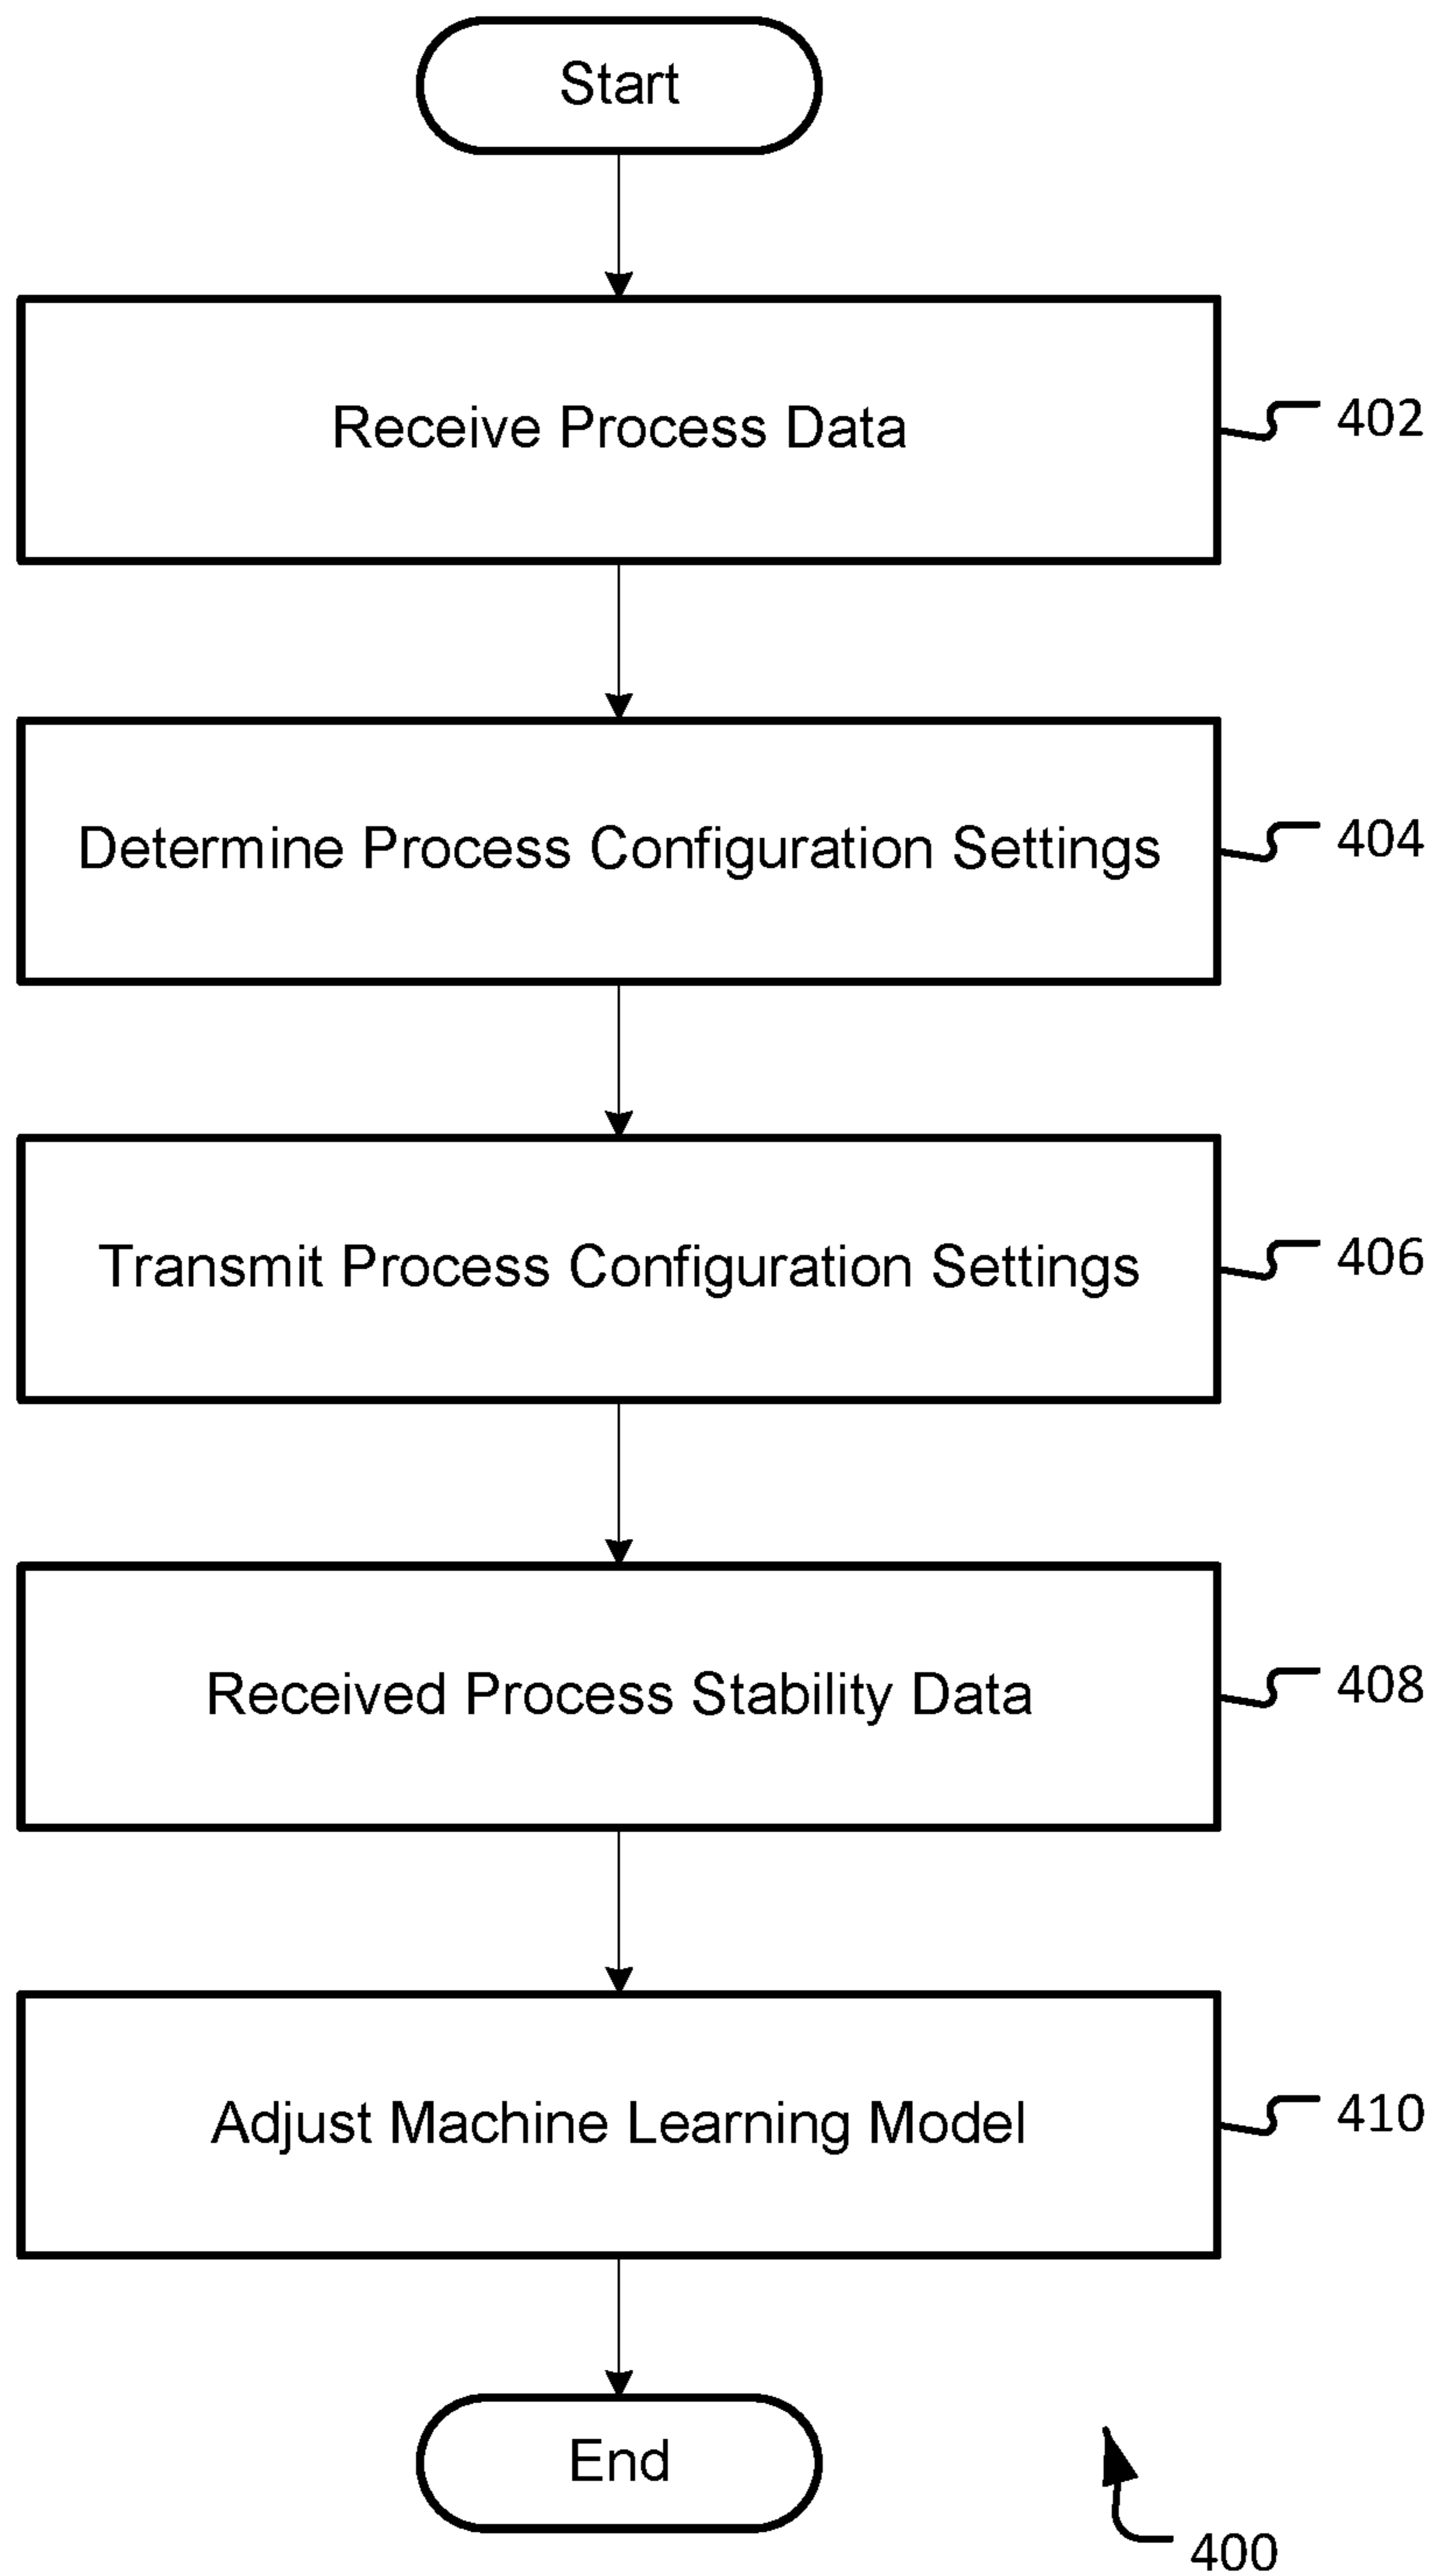 Start
Receive Process Data
402
Determine Process Configuration Settings
404
Transmit Process Configuration Settings
406
Received Process Stability Data
408
Adjust Machine Learning Model
410
End
400